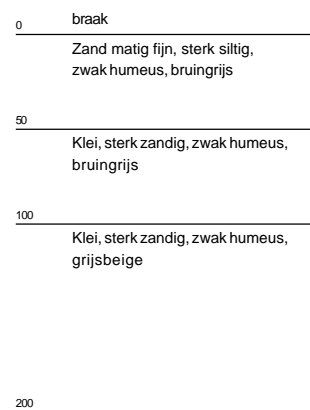 0 braak
Zand matig fijn, sterk siltig,
zwak humeus, bruingrijs
50
Klei, sterk zandig, zwak humeus,
bruingrijs
100
Klei, sterk zandig, zwak humeus,
grijsbeige
200